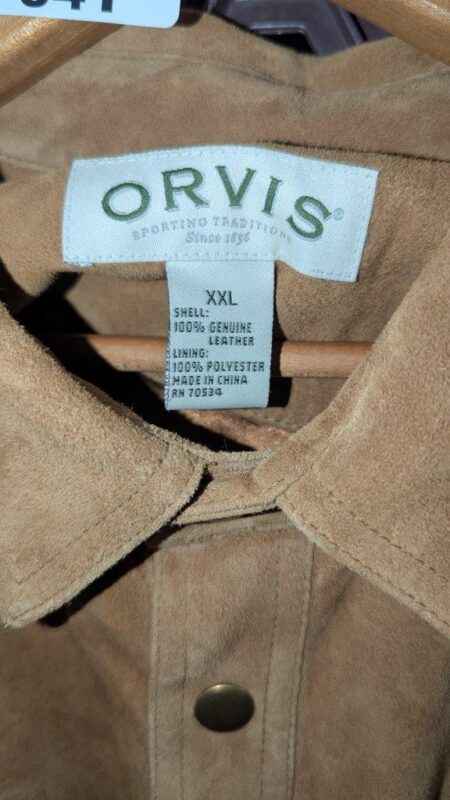 ORVIS®
SPORTING TRADITIONS
Since 1856
XXL
SHELL:
100% GENUINE
LEATHER
LINING:
100% POLYESTER
MADE IN CHINA
RN 70534